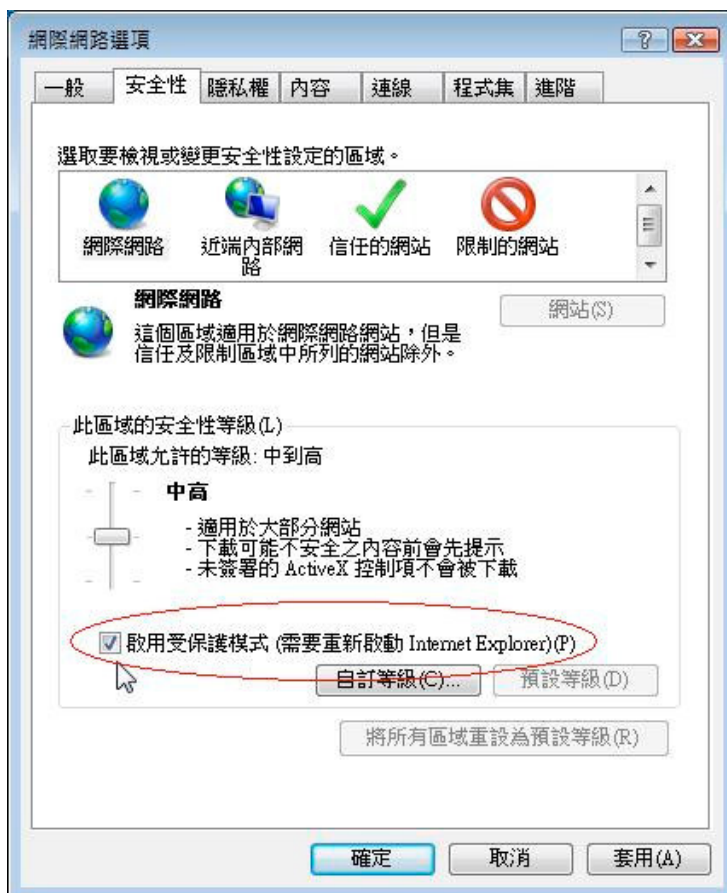 網際網路選項
一般 安全性 隱私權 內容 連線 程式集 進階
選取要檢視或變更安全性設定的區域。
網際網路 近端內部網路 信任的網站 限制的網站
網際網路
網站(S)
這個區域適用於網際網路網站，但是
信任及限制區域中所列的網站除外。
此區域的安全性等級(L)
此區域允許的等級: 中到高
中高
- 適用於大部分網站
- 下載可能不安全之內容前會先提示
- 未簽署的 ActiveX 控制項不會被下載
啟用受保護模式 (需要重新啟動 Internet Explorer)(P)
自訂等級(C)... 預設等級(D)
將所有區域重設為預設等級(R)
確定 取消 套用(A)